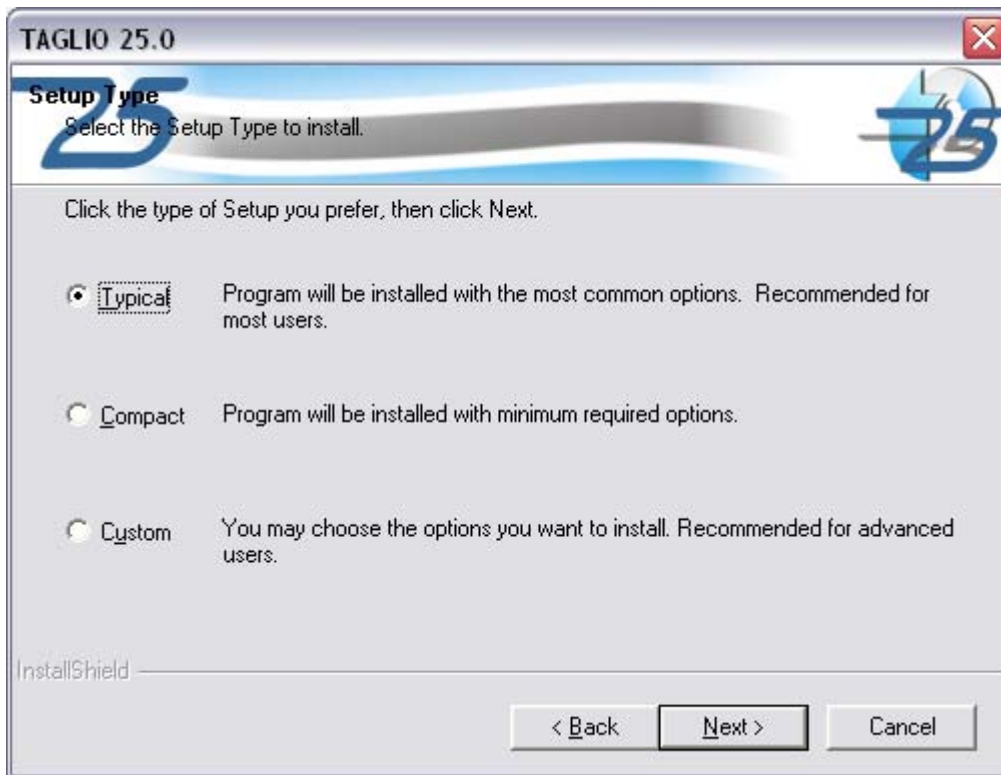 TAGLIO 25.0
25
Setup Type
Select the Setup Type to install.
25
Click the type of Setup you prefer, then click Next.
Typical
Program will be installed with the most common options.  Recommended for
most users.
Compact
Program will be installed with minimum required options.
Custom
You may choose the options you want to install. Recommended for advanced
users.
InstallShield
< Back
Next >
Cancel